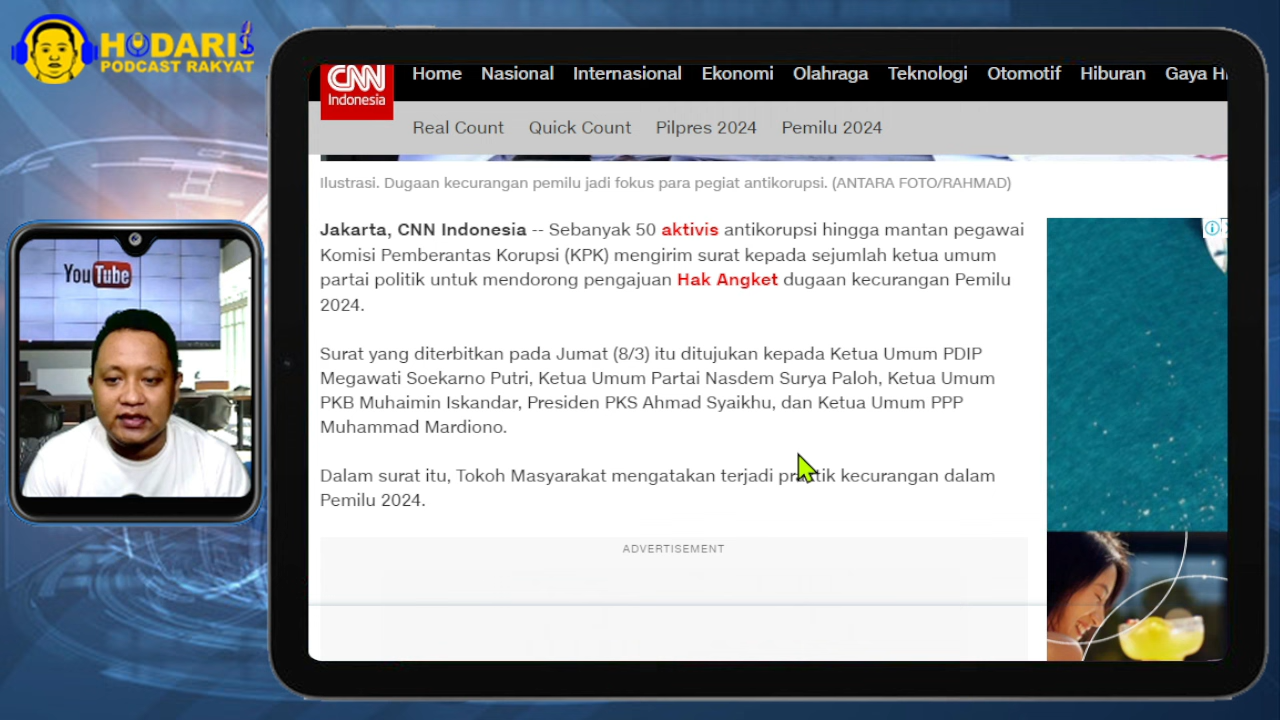 HODARI
PODCAST RAKYAT
YouTube
CNN
Indonesia
Home Nasional Internasional Ekonomi Olahraga Teknologi Otomotif Hiburan Gaya
Real Count Quick Count Pilpres 2024 Pemilu 2024
Ilustrasi. Dugaan kecurangan pemilu jadi fokus para pegiat antikorupsi. (ANTARA FOTO/RAHMAD)
Jakarta, CNN Indonesia -- Sebanyak 50 aktivis antikorupsi hingga mantan pegawai
Komisi Pemberantas Korupsi (KPK) mengirim surat kepada sejumlah ketua umum
partai politik untuk mendorong pengajuan Hak Angket dugaan kecurangan Pemilu
2024.
Surat yang diterbitkan pada Jumat (8/3) itu ditujukan kepada Ketua Umum PDIP
Megawati Soekarno Putri, Ketua Umum Partai Nasdem Surya Paloh, Ketua Umum
PKB Muhaimin Iskandar, Presiden PKS Ahmad Syaikhu, dan Ketua Umum PPP
Muhammad Mardiono.
Dalam surat itu, Tokoh Masyarakat mengatakan terjadi praktik kecurangan dalam
Pemilu 2024.
ADVERTISEMENT